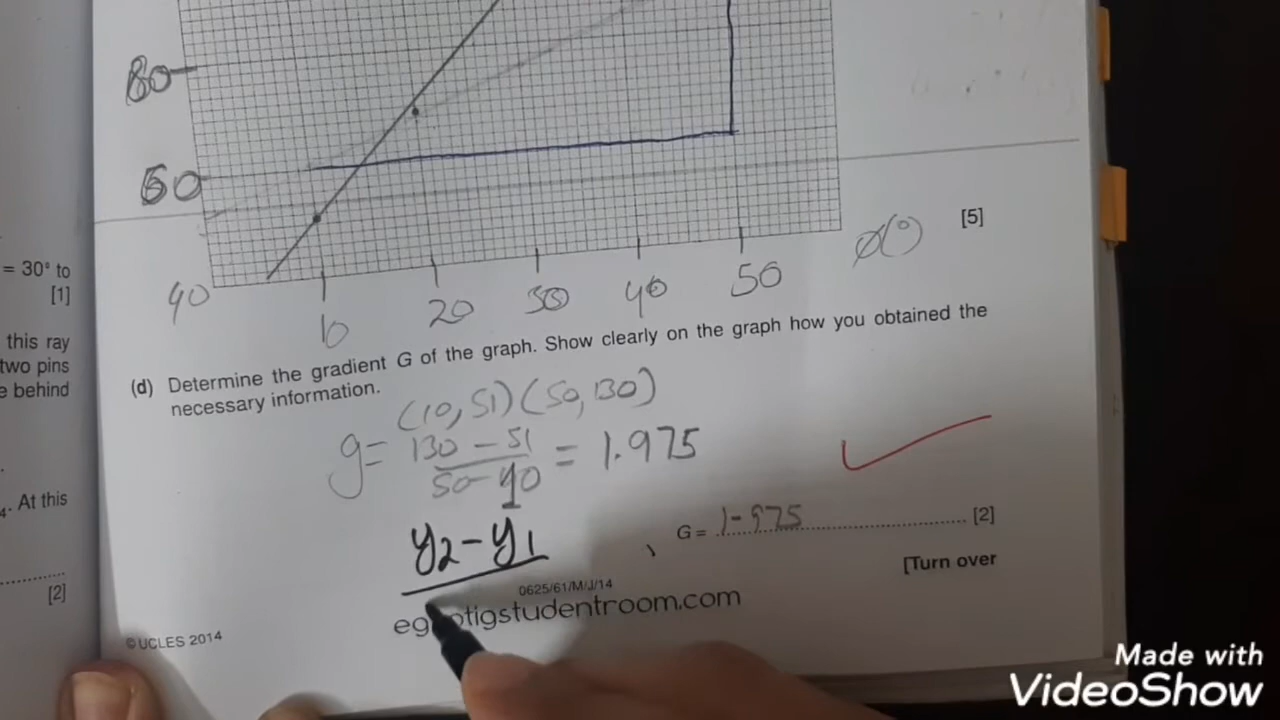 80
60
40
10 20 30 40 50 ø(°)
[5]
= 30° to
[1]
this ray
two pins
behind
At this
[2]
(d) Determine the gradient G of the graph. Show clearly on the graph how you obtained the
necessary information.
(10,51)(50,130)
g= 130 - 51 / 50 - 10 = 1.975
y2 - y1
G = 1.975 [2]
[Turn over
0625/61/M/J/14
©UCLES 2014
Made with
VideoShow